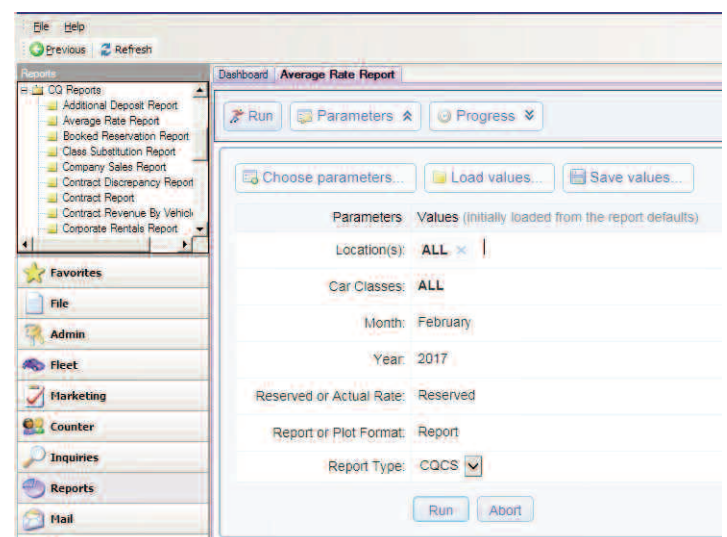 File Help
Previous Refresh
Reports
CQ Reports
Additional Deposit Report
Average Rate Report
Booked Reservation Report
Class Substitution Report
Company Sales Report
Contract Discrepancy Report
Contract Report
Contract Revenue By Vehicl
Corporate Rentals Report
Favorites
File
Admin
Fleet
Marketing
Counter
Inquiries
Reports
Mail
Dashboard Average Rate Report
Run Parameters Progress
Choose parameters... Load values... Save values...
Parameters Values (initially loaded from the report defaults)
Location(s): ALL ×
Car Classes: ALL
Month: February
Year: 2017
Reserved or Actual Rate: Reserved
Report or Plot Format: Report
Report Type: CQCS
Run Abort